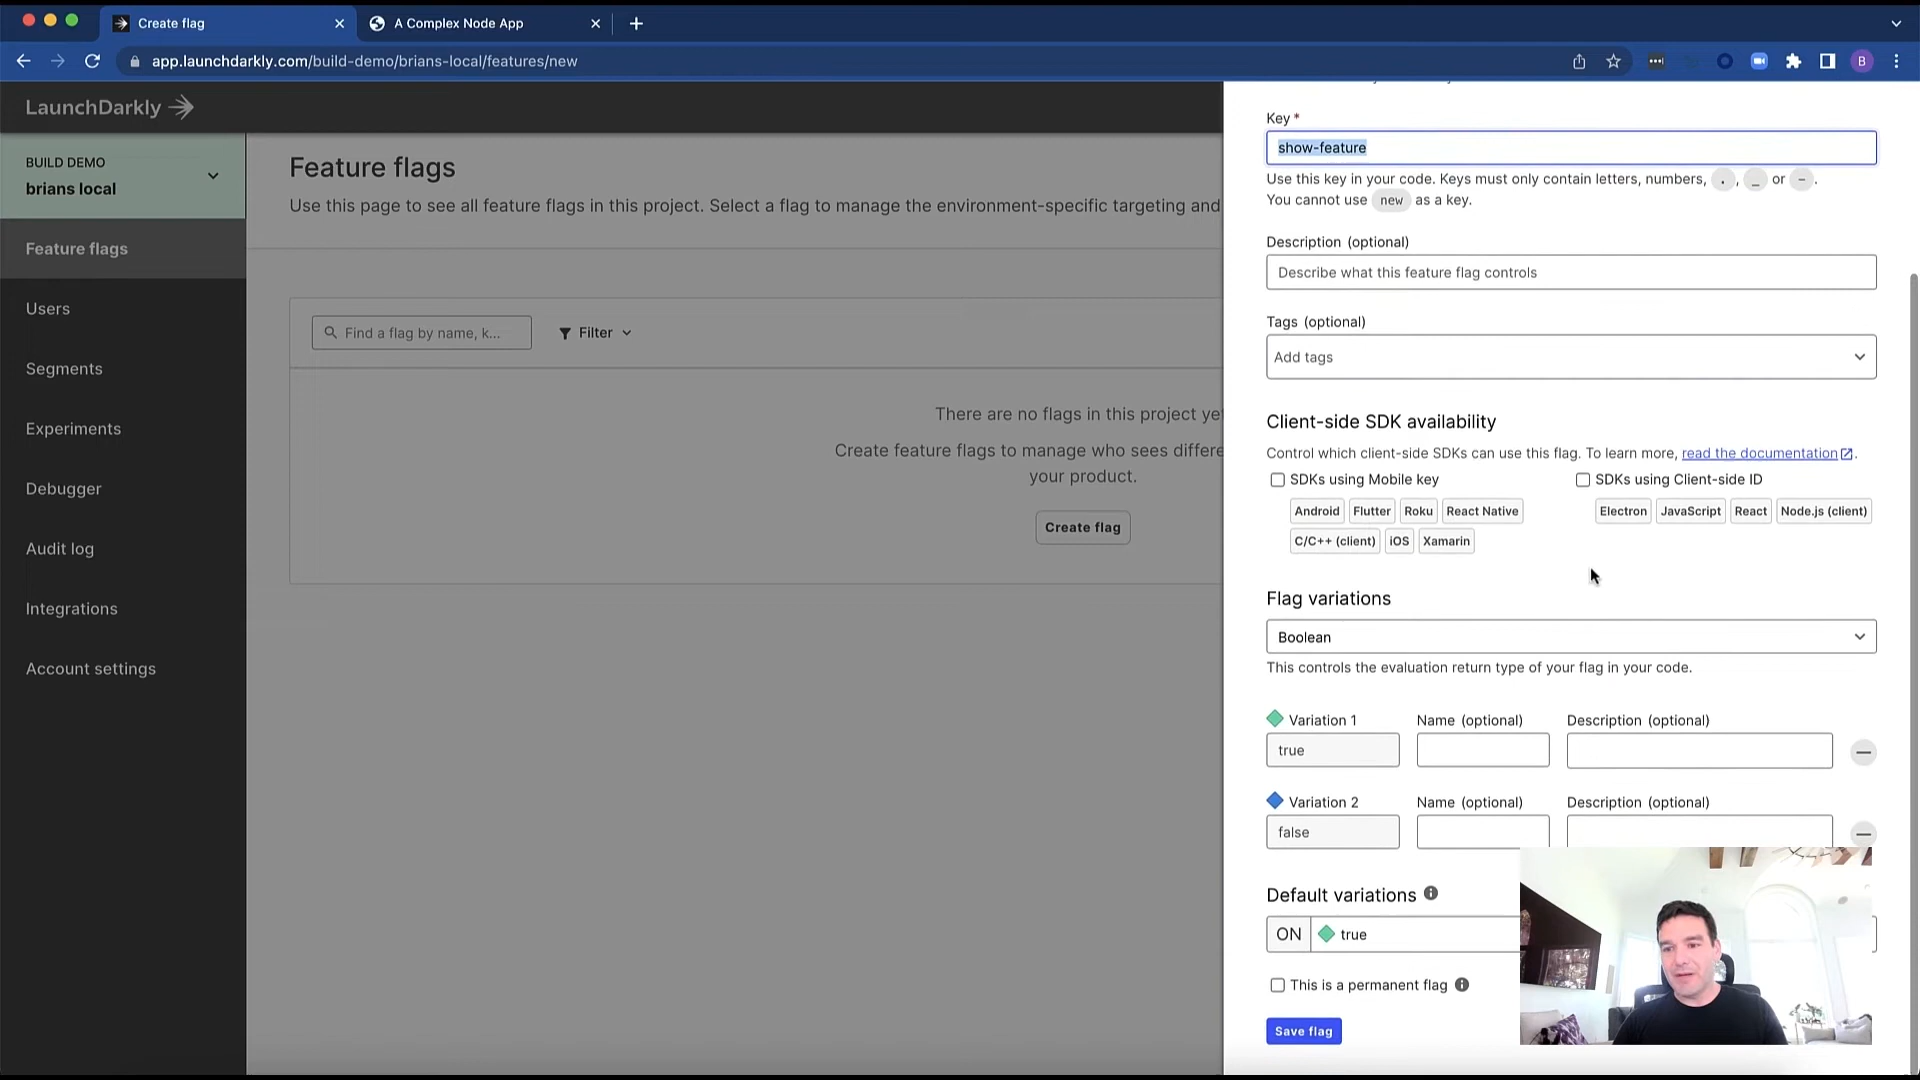 Create flag
A Complex Node App
app.launchdarkly.com/build-demo/brians-local/features/new
B
LaunchDarkly
BUILD DEMO
brians local
Feature flags
Users
Segments
Experiments
Debugger
Audit log
Integrations
Account settings
Feature flags
Use this page to see all feature flags in this project. Select a flag to manage the environment-specific targeting and
Find a flag by name, k...
Filter
There are no flags in this project yet
Create feature flags to manage who sees differe
your product.
Create flag
Key *
show-feature
Use this key in your code. Keys must only contain letters, numbers, . , _ or - .
You cannot use new as a key.
Description (optional)
Describe what this feature flag controls
Tags (optional)
Add tags
Client-side SDK availability
Control which client-side SDKs can use this flag. To learn more, read the documentation .
SDKs using Mobile key
Android Flutter Roku React Native
C/C++ (client) iOS Xamarin
SDKs using Client-side ID
Electron JavaScript React Node.js (client)
Flag variations
Boolean
This controls the evaluation return type of your flag in your code.
Variation 1 Name (optional) Description (optional)
true
Variation 2 Name (optional) Description (optional)
false
Default variations
ON true
This is a permanent flag
Save flag